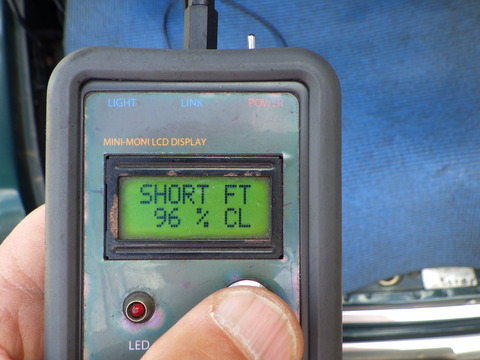 LIGHT LINK POWER
MINI-MONI LCD DISPLAY
SHORT FT
96 % CL
LED